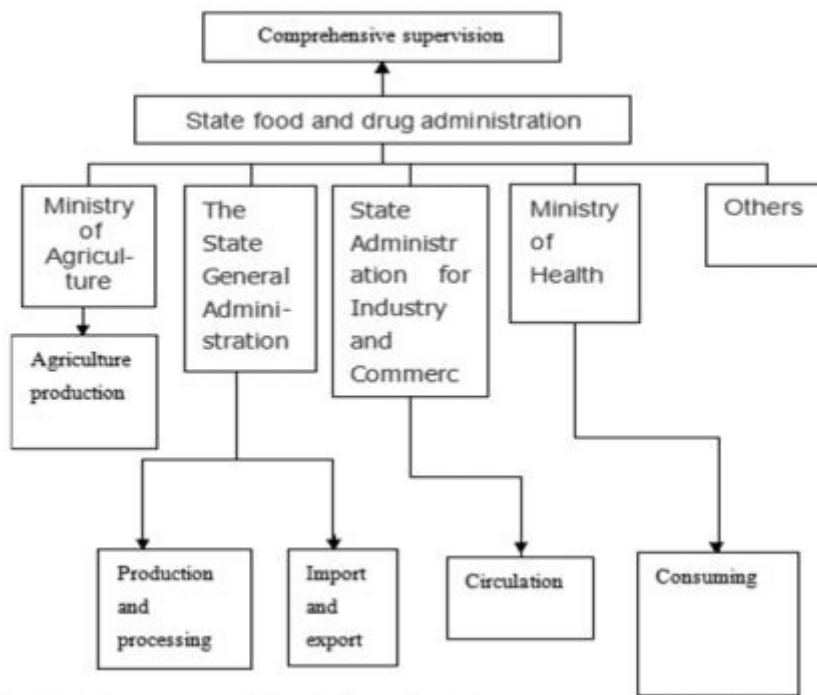 Comprehensive supervision
State food and drug administration
Ministry
of
Agricul-
ture
The
State
General
Admini-
stration
State
Administr
ation for
Industry
and
Commerc
Ministry
of
Health
Others
Agriculture
production
Production
and
processing
Import
and
export
Circulation
Consuming